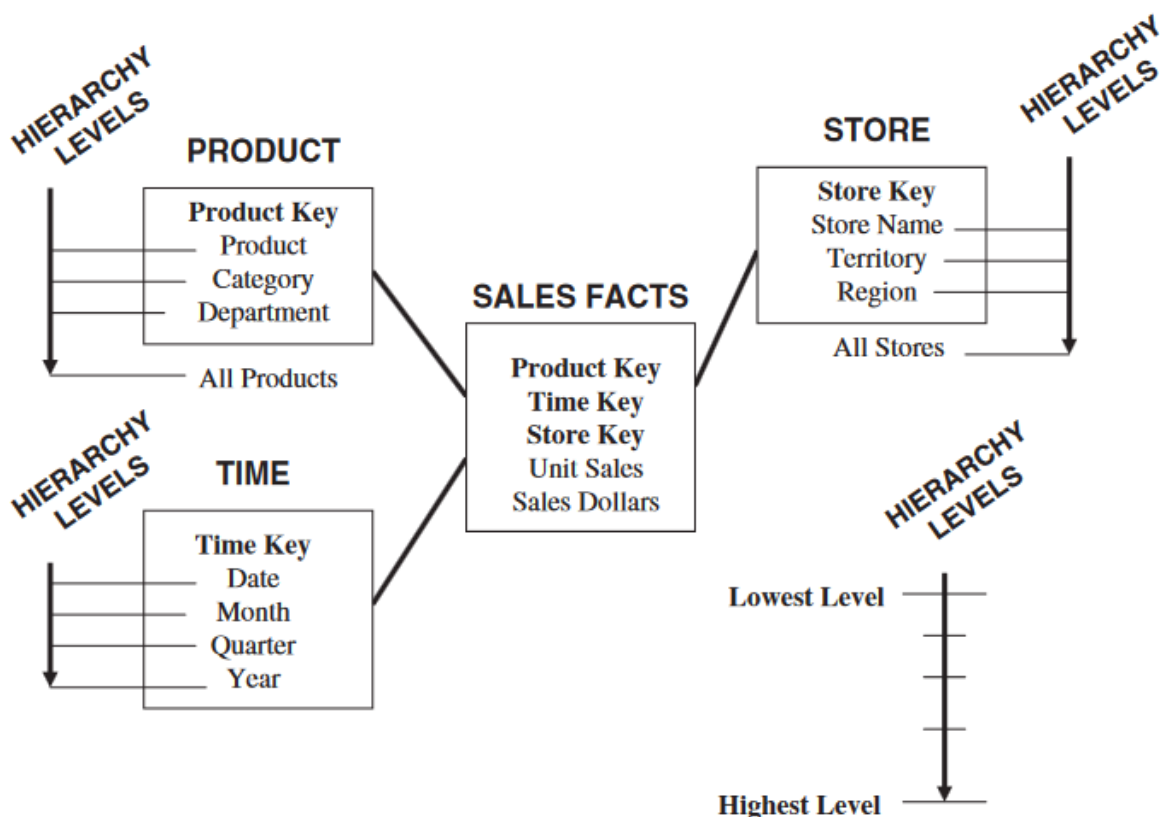 HIERARCHY
LEVELS
PRODUCT
Product Key
Product
Category
Department
All Products
STORE
HIERARCHY
LEVELS
Store Key
Store Name
Territory
Region
All Stores
SALES FACTS
Product Key
Time Key
Store Key
Unit Sales
Sales Dollars
HIERARCHY
LEVELS
TIME
Time Key
Date
Month
Quarter
Year
HIERARCHY
LEVELS
Lowest Level
Highest Level